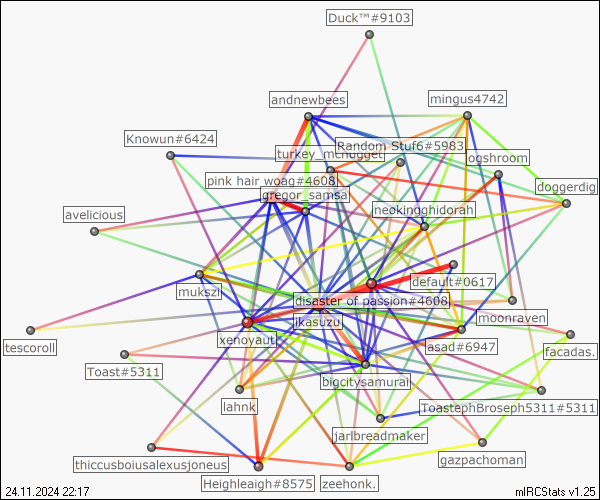 Duck™#9103
andnewbees
mingus4742
Knowun#6424
Random Stuf6#5983
turkey_mcnugget
ogshroom
pink hair woag#4608
doggerdig
gregor_samsa
neokingghidorah
avelicious
default#0617
mukszi
disaster of passion#4608
moonraven
ikasuzu
xenoyaut
asad#6947
tescoroll
facadas.
Toast#5311
bigcitysamurai
lahnk
ToastephBroseph5311#5311
jarlbreadmaker
gazpachoman
thiccusboiusalexusjoneus
Heighleaigh#8575
zeehonk.
24.11.2024 22:17
mIRCStats v1.25